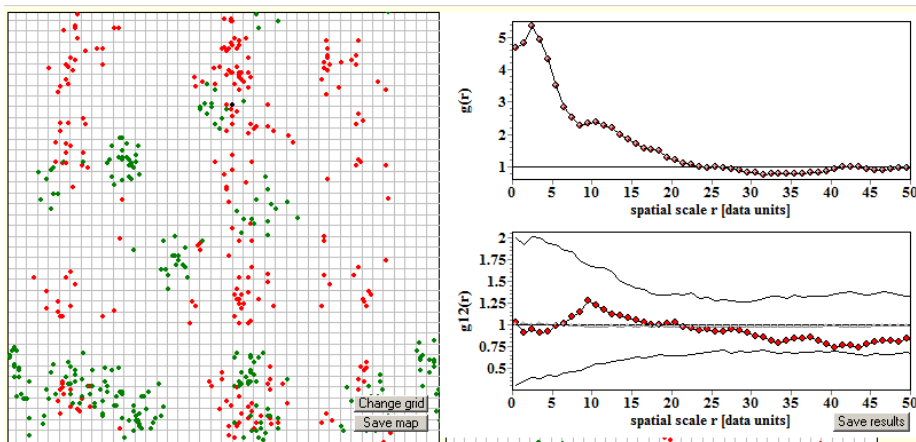 Change grid
Save map
5
4
3
2
1
g(r)
0 5 10 15 20 25 30 35 40 45 50
spatial scale r [data units]
2
1.75
1.5
1.25
1
0.75
0.5
g12(r)
0 5 10 15 20 25 30 35 40 45 50
spatial scale r [data units]
Save results